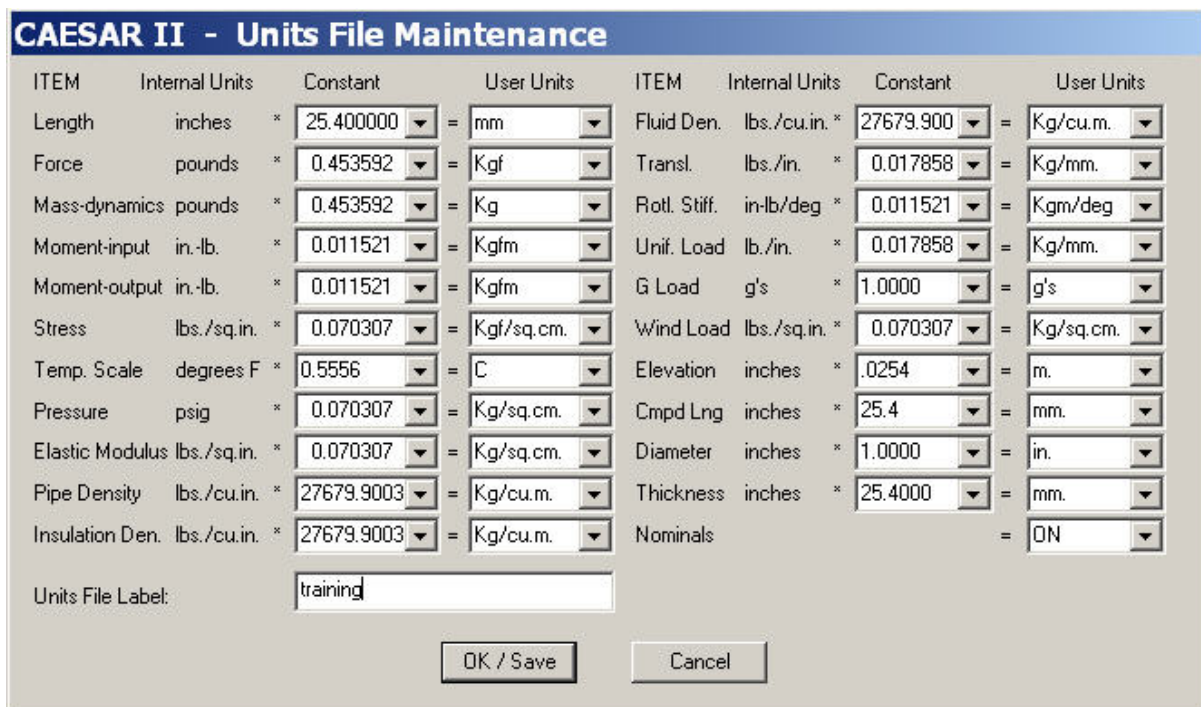 CAESAR II - Units File Maintenance
ITEM Internal Units Constant User Units ITEM Internal Units Constant User Units
Length inches * 25.400000 = mm Fluid Den. lbs./cu.in. * 27679.900 = Kg/cu.m.
Force pounds * 0.453592 = Kgf Transl. lbs./in. * 0.017858 = Kg/mm.
Mass-dynamics pounds * 0.453592 = Kg Rotl. Stiff. in-lb/deg * 0.011521 = Kgm/deg
Moment-input in.-lb. * 0.011521 = Kgfm Unif. Load lb./in. * 0.017858 = Kg/mm.
Moment-output in.-lb. * 0.011521 = Kgfm G Load g's * 1.0000 = g's
Stress lbs./sq.in. * 0.070307 = Kgf/sq.cm. Wind Load lbs./sq.in. * 0.070307 = Kg/sq.cm.
Temp. Scale degrees F * 0.5556 = C Elevation inches * .0254 = m.
Pressure psig * 0.070307 = Kg/sq.cm. Cmpd Lng inches * 25.4 = mm.
Elastic Modulus lbs./sq.in. * 0.070307 = Kg/sq.cm. Diameter inches * 1.0000 = in.
Pipe Density lbs./cu.in. * 27679.9003 = Kg/cu.m. Thickness inches * 25.4000 = mm.
Insulation Den. lbs./cu.in. * 27679.9003 = Kg/cu.m. Nominals = ON
Units File Label: training
OK / Save Cancel